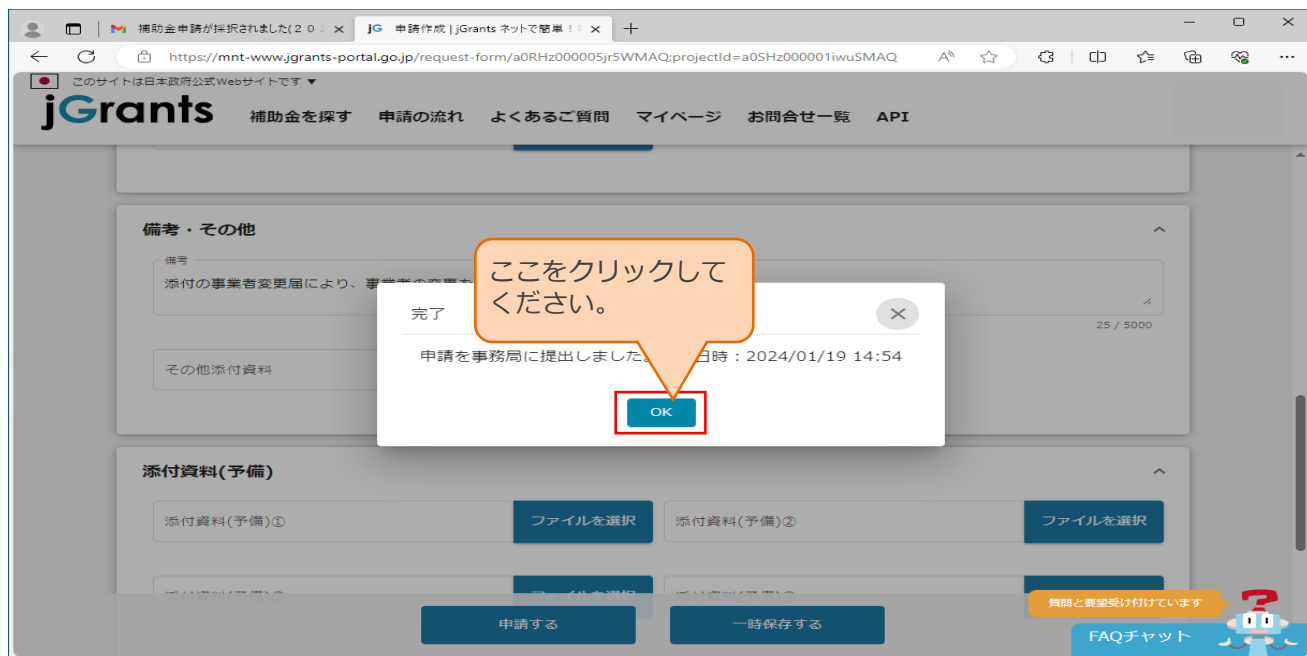 補助金申請が採択されました(２０
jG 申請作成 | jGrants ネットで簡単！
https://mnt-www.jgrants-portal.go.jp/request-form/a0RHz000005jr5WMAQ;projectId=a0SHz000001iwuSMAQ
このサイトは日本政府公式Webサイトです ▼
jGrants 補助金を探す 申請の流れ よくあるご質問 マイページ お問合せ一覧 API
備考・その他
備考
添付の事業者変更届により、事業者の変更を
ここをクリックして
ください。
25 / 5000
完了
申請を事務局に提出しました 日時：2024/01/19 14:54
その他添付資料
OK
添付資料(予備)
添付資料(予備)① ファイルを選択 添付資料(予備)② ファイルを選択
ファイルを選択
申請する 一時保存する
質問と要望受け付けています
FAQチャット